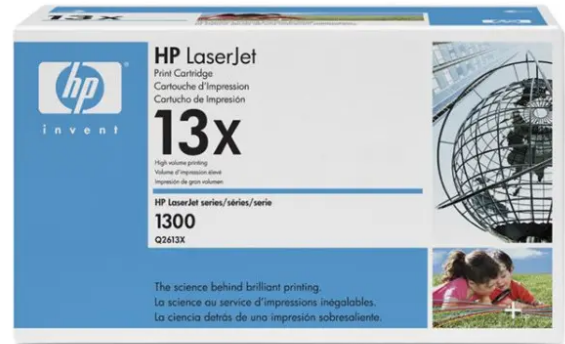 13x
hp
invent
HP LaserJet
Print Cartridge
Cartouche d'Impression
Cartucho de Impresión
13x
High volume printing
Volume d'impression élevé
Impresión de gran volumen
HP LaserJet series/séries/serie
1300
Q2613X
The science behind brilliant printing.
La science au service d'impressions inégalables.
La ciencia detrás de una impresión sobresaliente.